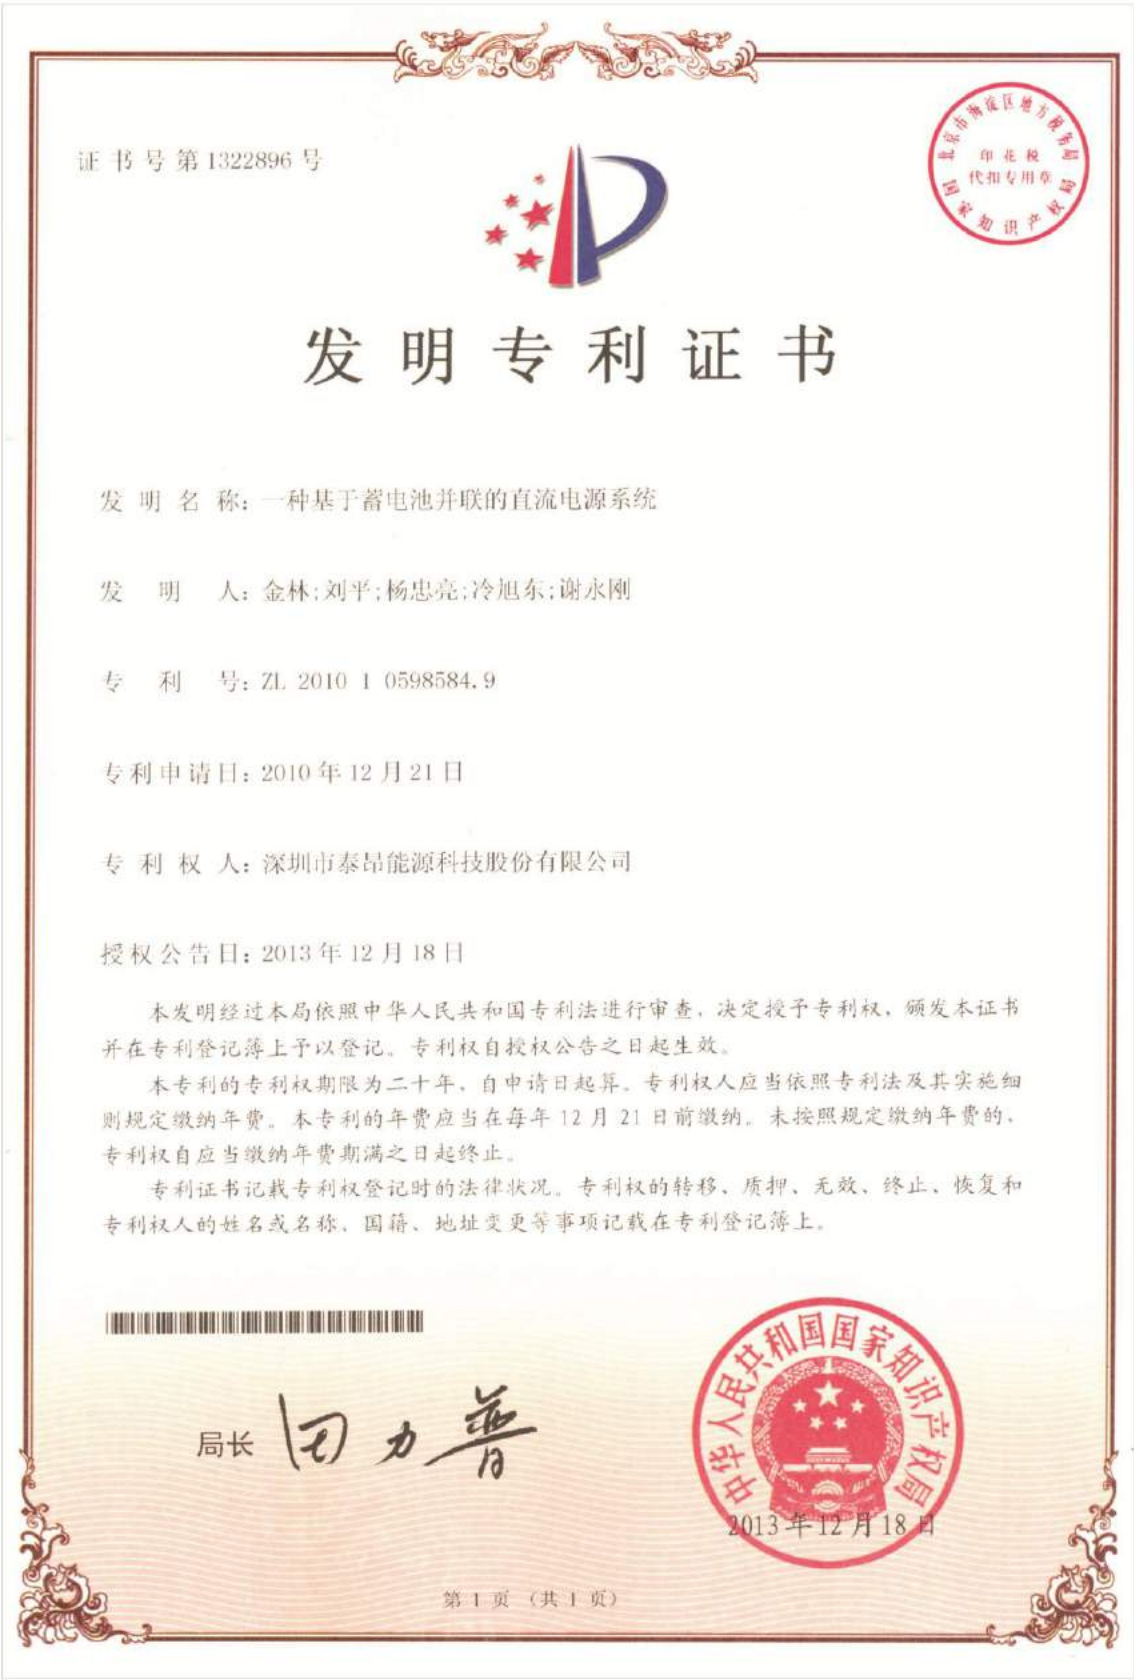 证书号第1322896号
北京市海淀区地方税务局
印花税
代扣专用章
国家知识产权局
发明专利证书
发明名称：一种基于蓄电池并联的直流电源系统
发明人：金林;刘平;杨忠亮;冷旭东;谢永刚
专利号：ZL 2010 1 0598584.9
专利申请日：2010年12月21日
专利权人：深圳市泰昂能源科技股份有限公司
授权公告日：2013年12月18日
本发明经过本局依照中华人民共和国专利法进行审查，决定授予专利权，颁发本证书
并在专利登记簿上予以登记。专利权自授权公告之日起生效。
本专利的专利权期限为二十年，自申请日起算。专利权人应当依照专利法及其实施细
则规定缴纳年费。本专利的年费应当在每年12月21日前缴纳。未按照规定缴纳年费的，
专利权自应当缴纳年费期满之日起终止。
专利证书记载专利权登记时的法律状况。专利权的转移、质押、无效、终止、恢复和
专利权人的姓名或名称、国籍、地址变更等事项记载在专利登记簿上。
局长 田力普
中华人民共和国国家知识产权局
2013年12月18日
第1页（共1页）